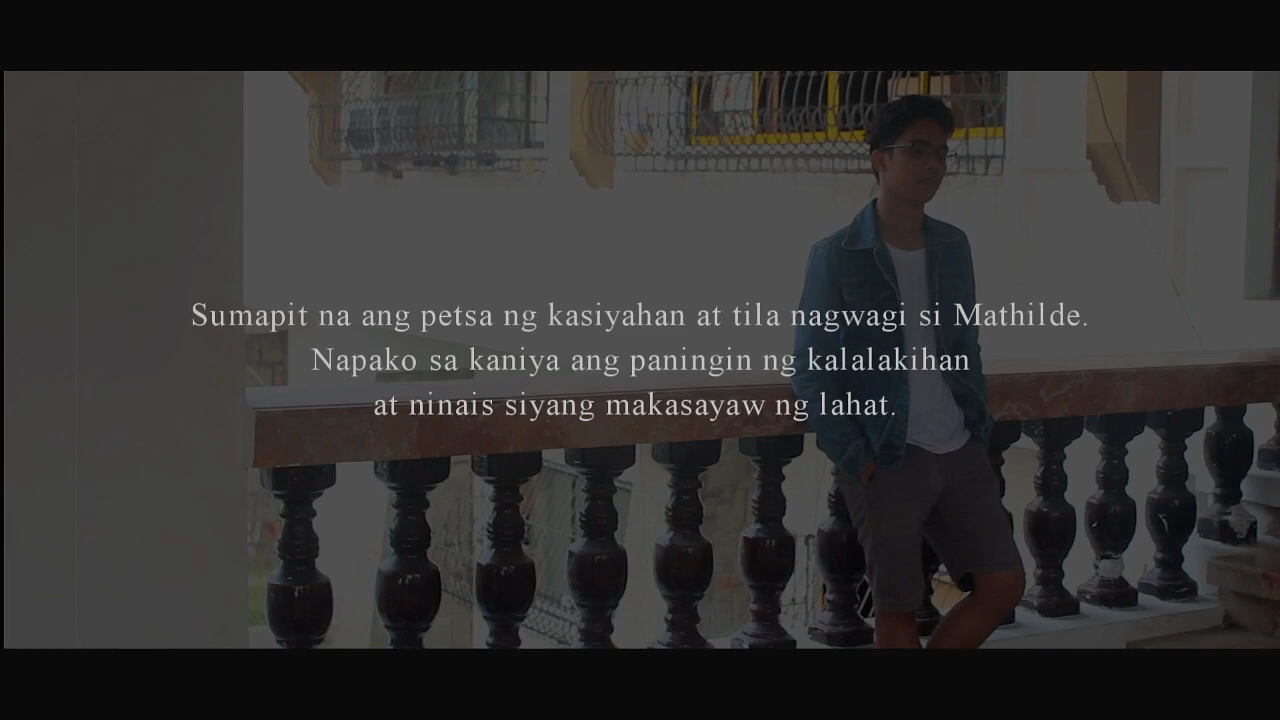 Sumapit na ang petsa ng kasiyahan at tila nagwagi si Mathilde.
Napako sa kaniya ang paningin ng kalalakihan
at ninais siyang makasayaw ng lahat.